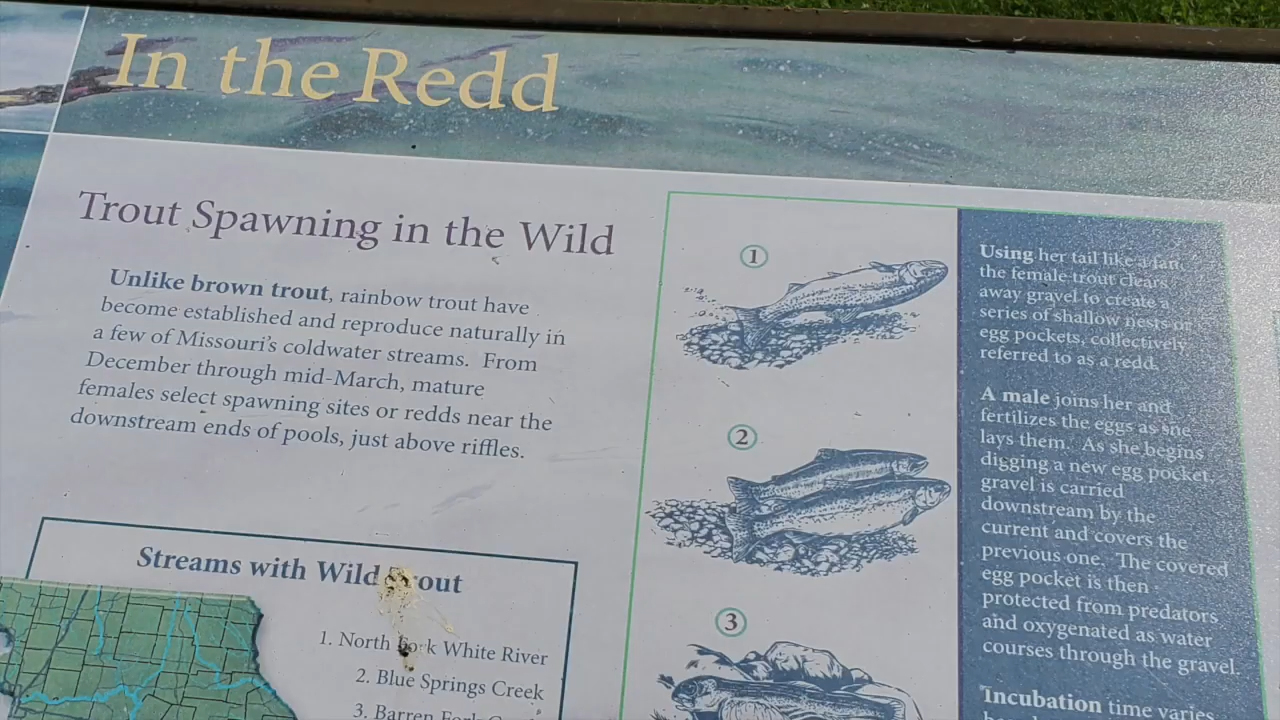 In the Redd
Trout Spawning in the Wild
Unlike brown trout, rainbow trout have
become established and reproduce naturally in
a few of Missouri's coldwater streams. From
December through mid-March, mature
females select spawning sites or redds near the
downstream ends of pools, just above riffles.
Streams with Wild Trout
1. North Fork White River
2. Blue Springs Creek
3. Barren Fork
1
2
3
Using her tail like a fan,
the female trout clears
away gravel to create a
series of shallow nests or
egg pockets, collectively
referred to as a redd.
A male joins her and
fertilizes the eggs as she
lays them. As she begins
digging a new egg pocket,
gravel is carried
downstream by the
current and covers the
previous one. The covered
egg pocket is then
protected from predators
and oxygenated as water
courses through the gravel.
Incubation time varies